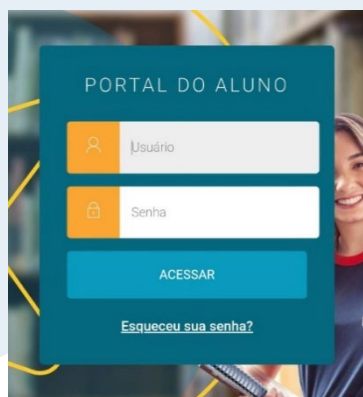 PORTAL DO ALUNO
Usuário
Senha
ACESSAR
Esqueceu sua senha?